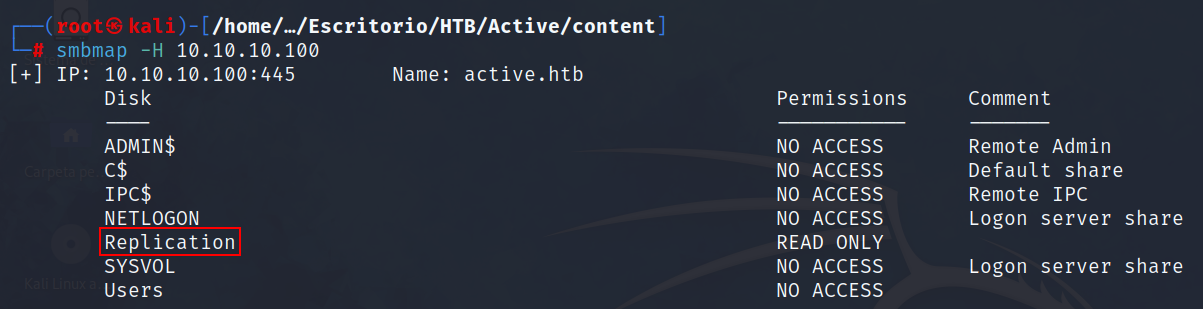 ┌──(root㉿kali)-[/home/…/Escritorio/HTB/Active/content]
└─# smbmap -H 10.10.10.100
[+] IP: 10.10.10.100:445 Name: active.htb
Disk Permissions Comment
---- ----------- -------
ADMIN$ NO ACCESS Remote Admin
C$ NO ACCESS Default share
IPC$ NO ACCESS Remote IPC
NETLOGON NO ACCESS Logon server share
Replication READ ONLY
SYSVOL NO ACCESS Logon server share
Users NO ACCESS
Carpeta pe
Kali Linux a